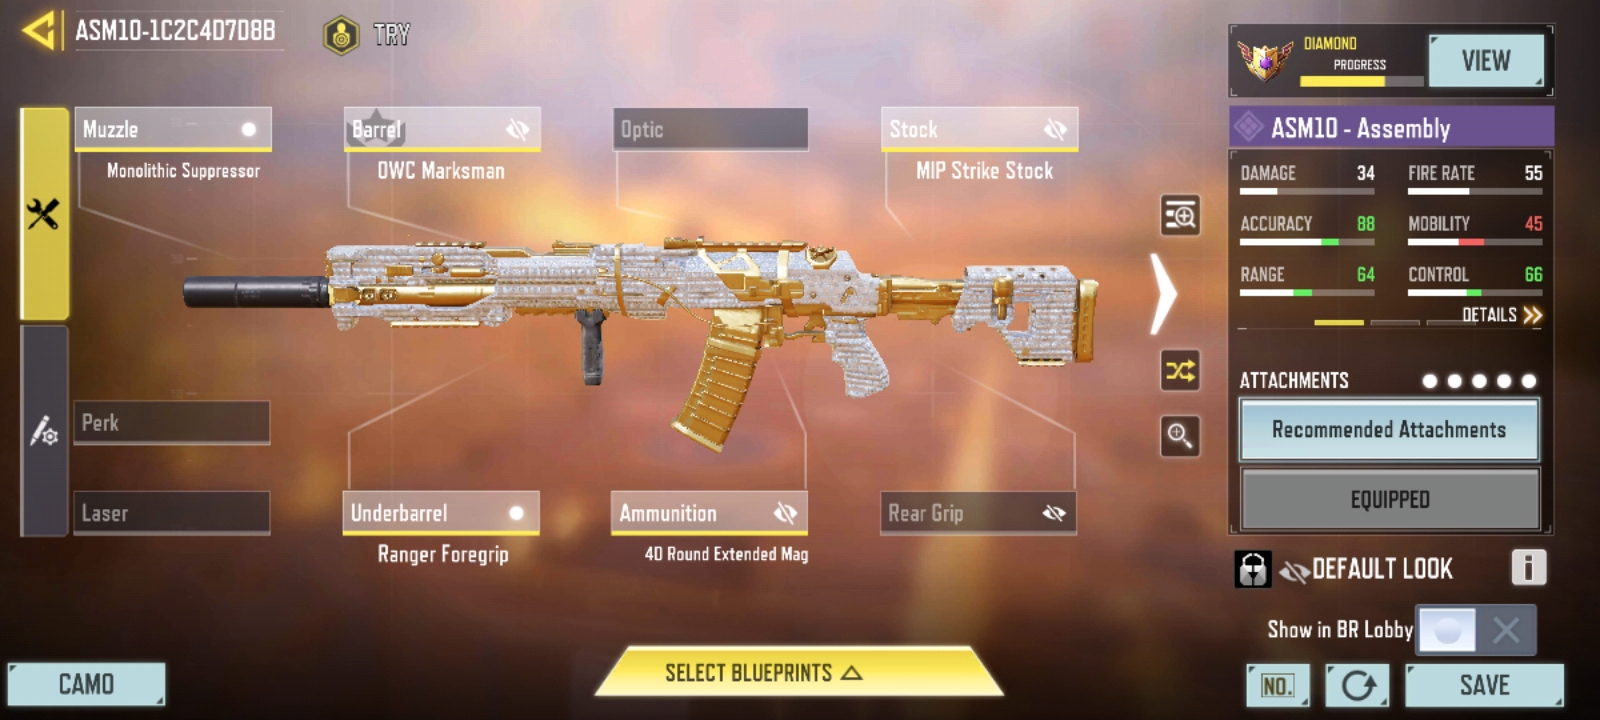 ASM10-1C2C4D7D8B
TRY
DIAMOND
PROGRESS
VIEW
Muzzle
Monolithic Suppressor
Barrel
OWC Marksman
Optic
Stock
MIP Strike Stock
ASM10 - Assembly
DAMAGE 34
FIRE RATE 55
ACCURACY 88
MOBILITY 45
RANGE 64
CONTROL 66
DETAILS
ATTACHMENTS
Recommended Attachments
EQUIPPED
Perk
Laser
Underbarrel
Ranger Foregrip
Ammunition
40 Round Extended Mag
Rear Grip
DEFAULT LOOK
i
Show in BR Lobby
CAMO
SELECT BLUEPRINTS
NO.
SAVE